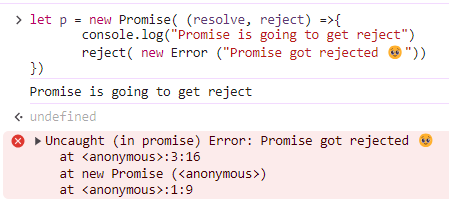 let p = new Promise( (resolve, reject) =>{
console.log("Promise is going to get reject")
reject( new Error ("Promise got rejected 🥺"))
})
Promise is going to get reject
undefined
Uncaught (in promise) Error: Promise got rejected 🥺
at <anonymous>:3:16
at new Promise (<anonymous>)
at <anonymous>:1:9